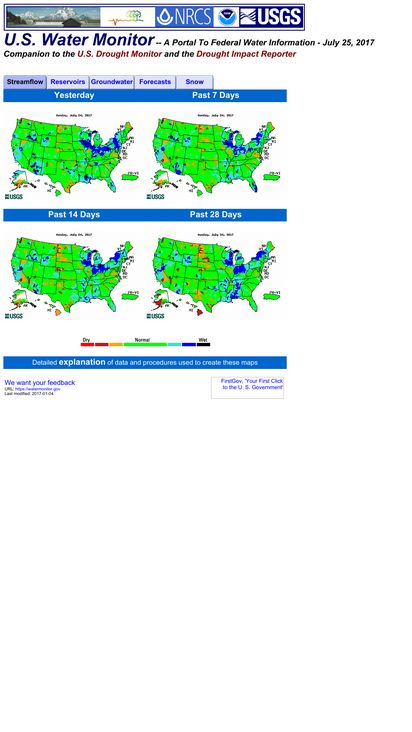 NRCS
USGS
U.S. Water Monitor -- A Portal To Federal Water Information - July 25, 2017
Companion to the U.S. Drought Monitor and the Drought Impact Reporter
Streamflow Reservoirs Groundwater Forecasts Snow
Yesterday Past 7 Days
Monday, July 24, 2017 Monday, July 24, 2017
USGS USGS
Past 14 Days Past 28 Days
Monday, July 24, 2017 Monday, July 24, 2017
USGS USGS
Dry Normal Wet
Detailed explanation of data and procedures used to create these maps
We want your feedback
URL: https://watermonitor.gov
Last modified: 2017-01-04
FirstGov, 'Your First Click
to the U. S. Government'